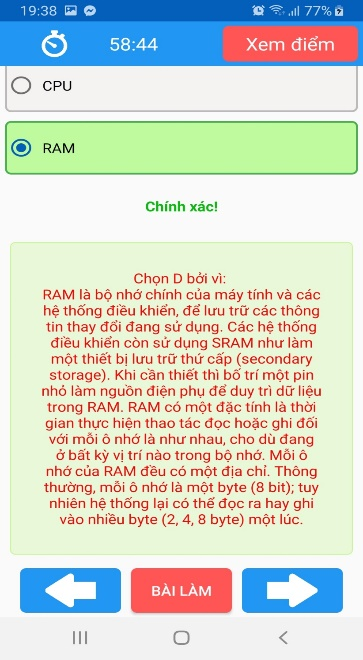 19:38 77%
58:44 Xem điểm
CPU
RAM
Chính xác!
Chọn D bởi vì:
RAM là bộ nhớ chính của máy tính và các
hệ thống điều khiển, để lưu trữ các thông
tin thay đổi đang sử dụng. Các hệ thống
điều khiển còn sử dụng SRAM như làm
một thiết bị lưu trữ thứ cấp (secondary
storage). Khi cần thiết thì bố trí một pin
nhỏ làm nguồn điện phụ để duy trì dữ liệu
trong RAM. RAM có một đặc tính là thời
gian thực hiện thao tác đọc hoặc ghi đối
với mỗi ô nhớ là như nhau, cho dù đang
ở bất kỳ vị trí nào trong bộ nhớ. Mỗi ô
nhớ của RAM đều có một địa chỉ. Thông
thường, mỗi ô nhớ là một byte (8 bit); tuy
nhiên hệ thống lại có thể đọc ra hay ghi
vào nhiều byte (2, 4, 8 byte) một lúc.
BÀI LÀM